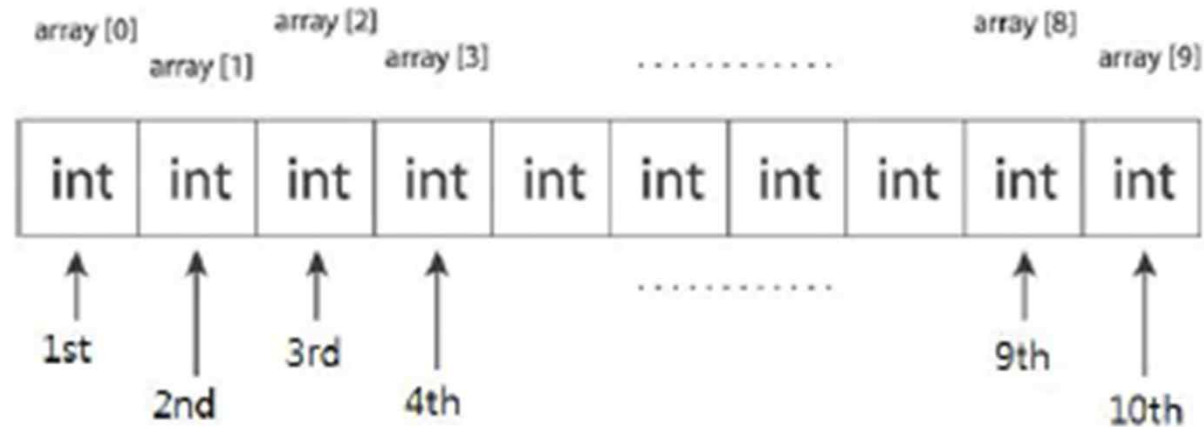 array [0]
array [1]
array [2]
array [3]
............
array [8]
array [9]
int int int int int int int int int int
............
1st
2nd
3rd
4th
9th
10th